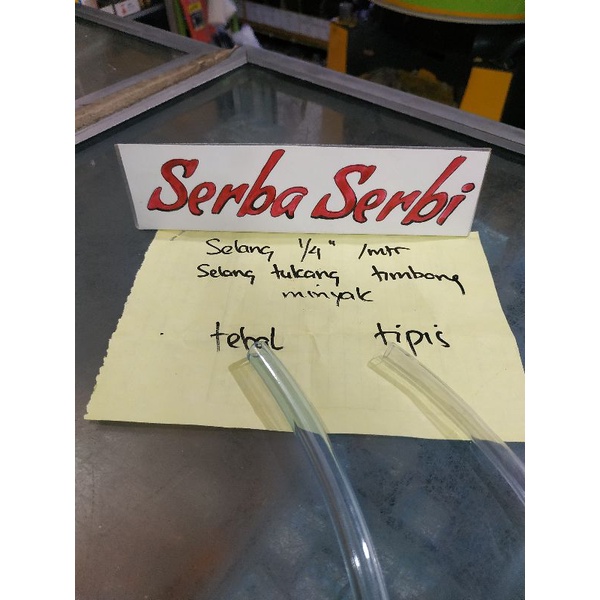 Serba Serbi
Selang 1/4" /mtr
Selang tukang timbang
minyak
tebal tipis